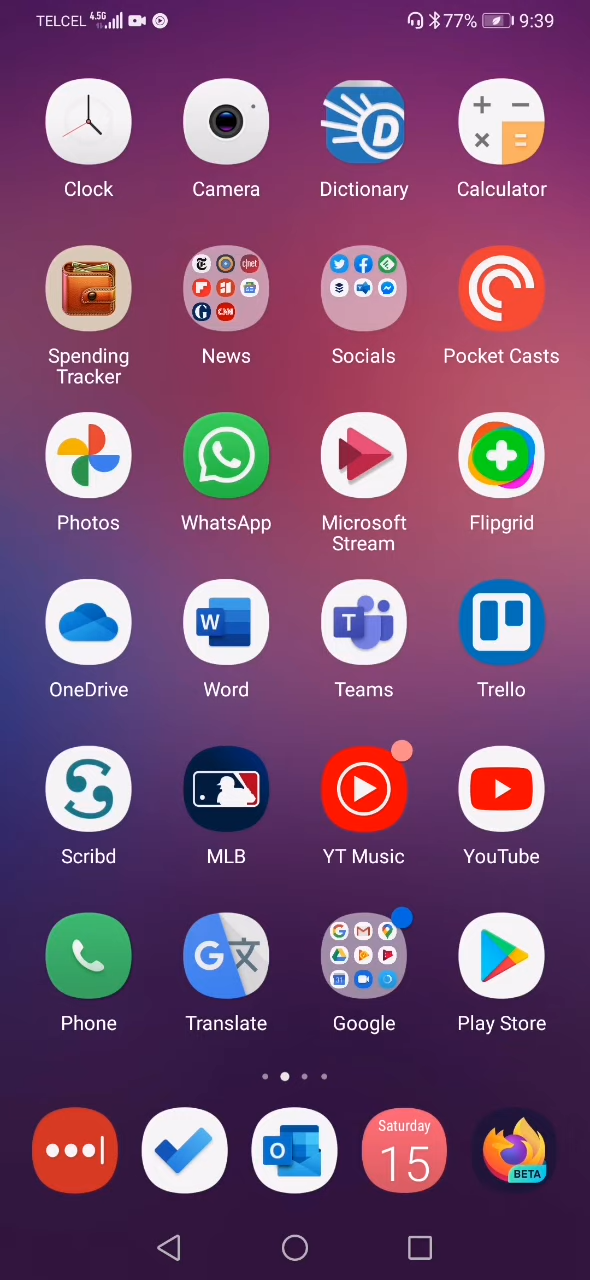 TELCEL 4.5G 77% 9:39
Clock Camera Dictionary Calculator
Spending Tracker News Socials Pocket Casts
Photos WhatsApp Microsoft Stream Flipgrid
W T
OneDrive Word Teams Trello
Scribd MLB YT Music YouTube
G 文
Phone Translate Google Play Store
O
Saturday
15
BETA